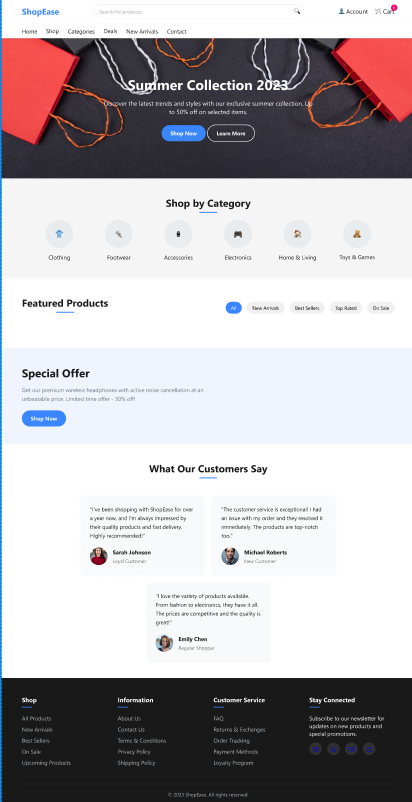 ShopEase
Search for products...
Account
Cart
Home Shop Categories Deals New Arrivals Contact
Summer Collection 2023
Discover the latest trends and styles with our exclusive summer collection. Up
to 50% off on selected items.
Shop Now Learn More
Shop by Category
Clothing Footwear Accessories Electronics Home & Living Toys & Games
Featured Products
All New Arrivals Best Sellers Top Rated On Sale
Special Offer
Get our premium wireless headphones with active noise cancellation at an
unbeatable price. Limited time offer - 30% off!
Shop Now
What Our Customers Say
"I've been shopping with ShopEase for over
a year now, and I'm always impressed by
their quality products and fast delivery.
Highly recommended!"
Sarah Johnson
Loyal Customer
"The customer service is exceptional! I had
an issue with my order and they resolved it
immediately. The products are top-notch
too."
Michael Roberts
New Customer
"I love the variety of products available.
From fashion to electronics, they have it all.
The prices are competitive and the quality is
great!"
Emily Chen
Regular Shopper
Shop
All Products
New Arrivals
Best Sellers
On Sale
Upcoming Products
Information
About Us
Contact Us
Terms & Conditions
Privacy Policy
Shipping Policy
Customer Service
FAQ
Returns & Exchanges
Order Tracking
Payment Methods
Loyalty Program
Stay Connected
Subscribe to our newsletter for
updates on new products and
special promotions.
© 2023 ShopEase. All rights reserved.